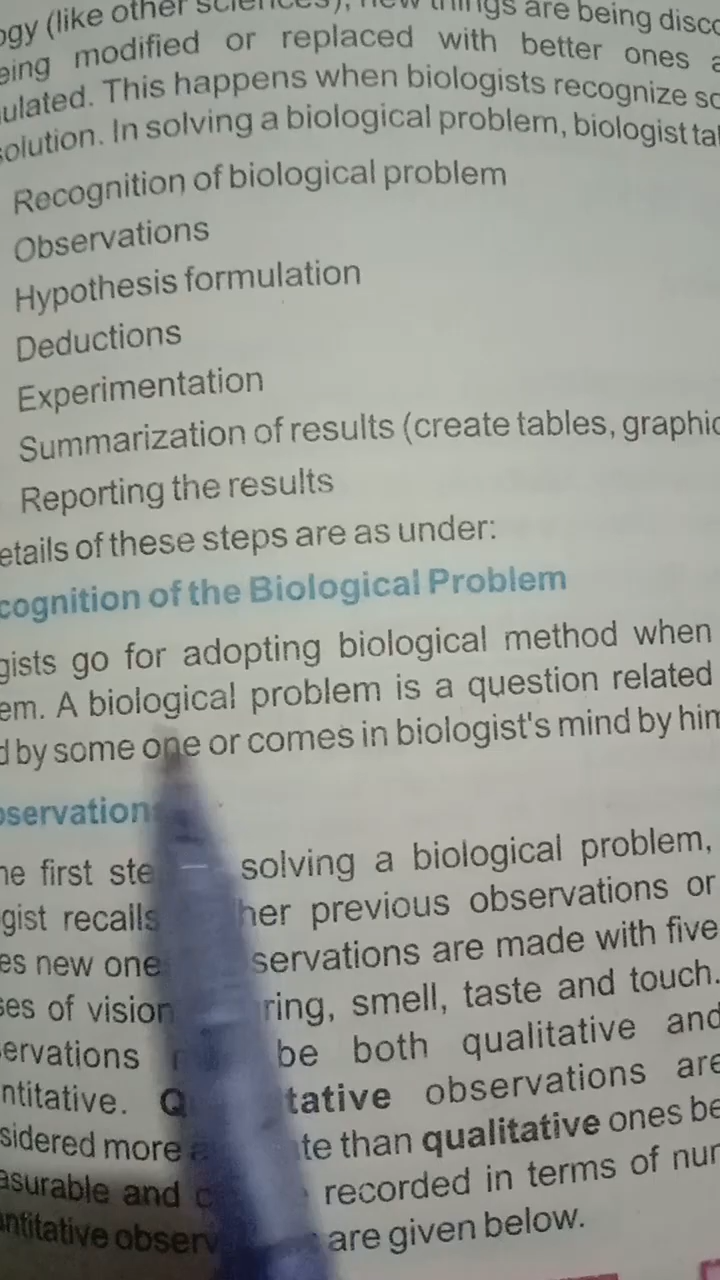 ogy (like other sciences), new things are being disco
eing modified or replaced with better ones a
ulated. This happens when biologists recognize so
solution. In solving a biological problem, biologist tal
Recognition of biological problem
Observations
Hypothesis formulation
Deductions
Experimentation
Summarization of results (create tables, graphic
Reporting the results
etails of these steps are as under:
cognition of the Biological Problem
gists go for adopting biological method when
em. A biological problem is a question related
d by some one or comes in biologist's mind by him
bservation
he first ste solving a biological problem,
gist recalls her previous observations or
es new one servations are made with five
ses of vision ring, smell, taste and touch.
ervations be both qualitative and
ntitative. Q tative observations are
sidered more te than qualitative ones be
asurable and recorded in terms of nur
antitative observ are given below.